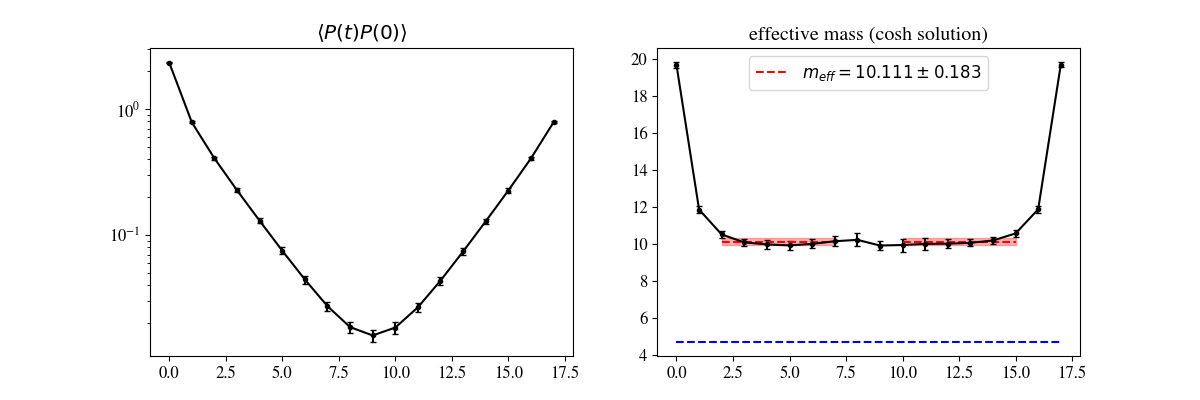 ⟨P(t)P(0)⟩
10^0
10^{-1}
0.0 2.5 5.0 7.5 10.0 12.5 15.0 17.5
effective mass (cosh solution)
m_{eff} = 10.111 ± 0.183
20
18
16
14
12
10
8
6
4
0.0 2.5 5.0 7.5 10.0 12.5 15.0 17.5